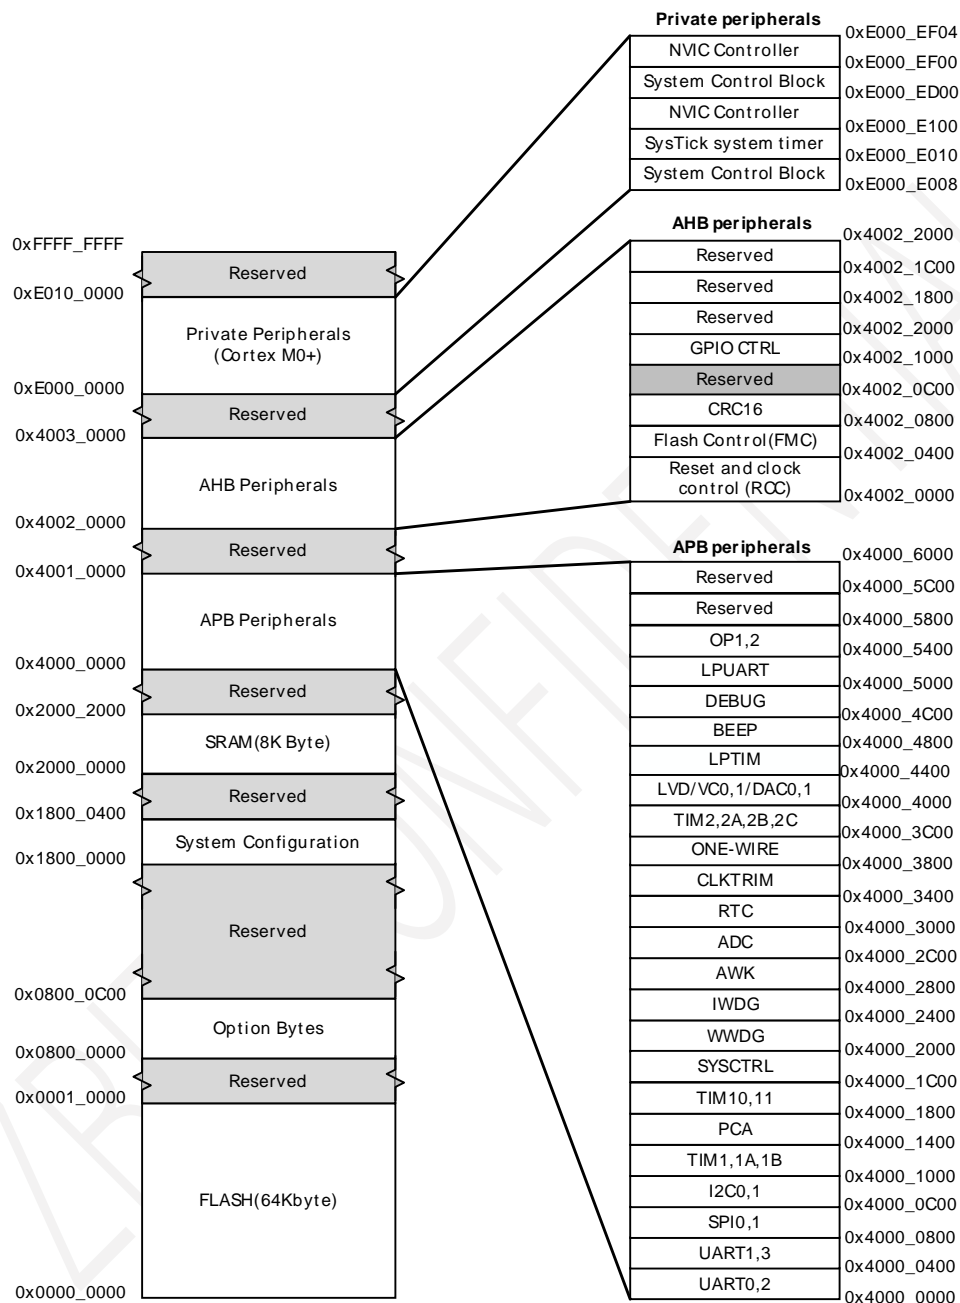 Private peripherals
0xE000_EF04
NVIC Controller
0xE000_EF00
System Control Block
0xE000_ED00
NVIC Controller
0xE000_E100
SysTick system timer
0xE000_E010
System Control Block
0xE000_E008
AHB peripherals
0x4002_2000
Reserved
0x4002_1C00
Reserved
0x4002_1800
Reserved
0x4002_2000
GPIO CTRL
0x4002_1000
Reserved
0x4002_0C00
CRC16
0x4002_0800
Flash Control(FMC)
0x4002_0400
Reset and clock
control (RCC)
0x4002_0000
APB peripherals
0x4000_6000
Reserved
0x4000_5C00
Reserved
0x4000_5800
OP1,2
0x4000_5400
LPUART
0x4000_5000
DEBUG
0x4000_4C00
BEEP
0x4000_4800
LPTIM
0x4000_4400
LVD/VC0,1/DAC0,1
0x4000_4000
TIM2,2A,2B,2C
0x4000_3C00
ONE-WIRE
0x4000_3800
CLKTRIM
0x4000_3400
RTC
0x4000_3000
ADC
0x4000_2C00
AWK
0x4000_2800
IWDG
0x4000_2400
WWDG
0x4000_2000
SYSCTRL
0x4000_1C00
TIM10,11
0x4000_1800
PCA
0x4000_1400
TIM1,1A,1B
0x4000_1000
I2C0,1
0x4000_0C00
SPI0,1
0x4000_0800
UART1,3
0x4000_0400
UART0,2
0x4000_0000
0xFFFF_FFFF
Reserved
0xE010_0000
Private Peripherals
(Cortex M0+)
0xE000_0000
Reserved
0x4003_0000
AHB Peripherals
0x4002_0000
Reserved
0x4001_0000
APB Peripherals
0x4000_0000
Reserved
0x2000_2000
SRAM(8K Byte)
0x2000_0000
Reserved
0x1800_0400
System Configuration
0x1800_0000
Reserved
0x0800_0C00
Option Bytes
0x0800_0000
Reserved
0x0001_0000
FLASH(64Kbyte)
0x0000_0000